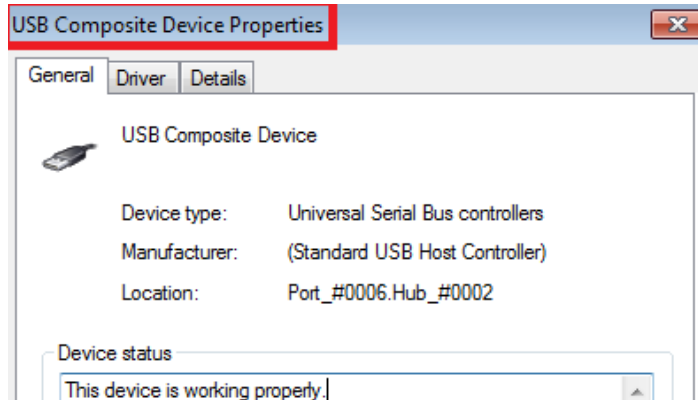 USB Composite Device Properties
General Driver Details
USB Composite Device
Device type: Universal Serial Bus controllers
Manufacturer: (Standard USB Host Controller)
Location: Port_#0006.Hub_#0002
Device status
This device is working properly.